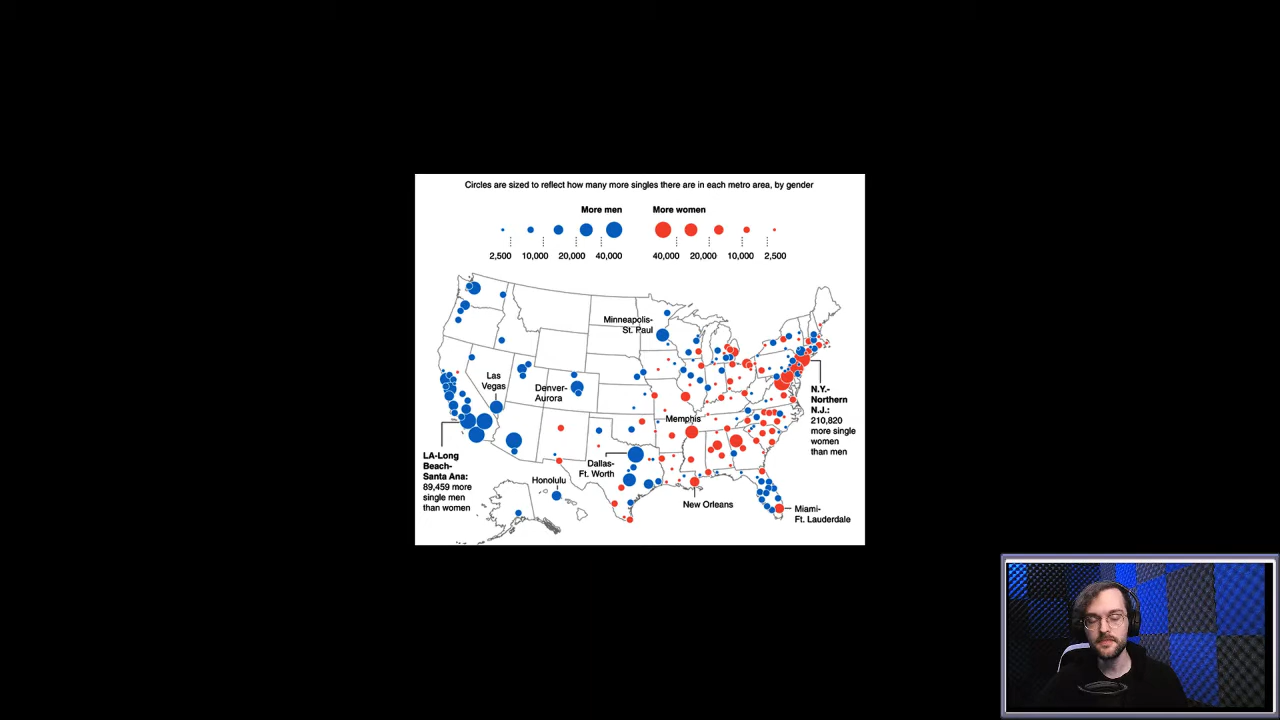 Circles are sized to reflect how many more singles there are in each metro area, by gender
More men
More women
2,500
10,000
20,000
40,000
40,000
20,000
10,000
2,500
Minneapolis-
St. Paul
Las
Vegas
Denver-
Aurora
N.Y.-
Northern
N.J.:
210,820
more single
women
than men
Memphis
LA-Long
Beach-
Santa Ana:
89,459 more
single men
than women
Dallas-
Ft. Worth
Honolulu
New Orleans
Miami-
Ft. Lauderdale